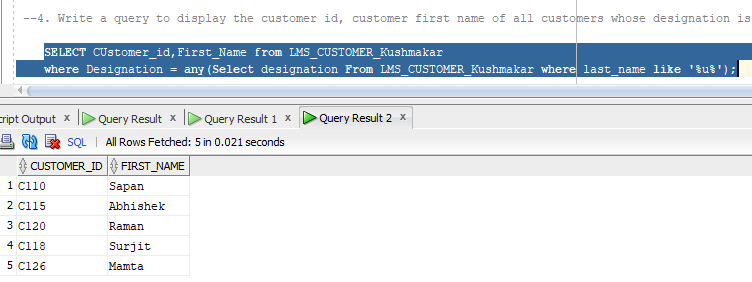 --4. Write a query to display the customer id, customer first name of all customers whose designation is
SELECT CUstomer_id,First_Name from LMS_CUSTOMER_Kushmakar
where Designation = any(Select designation From LMS_CUSTOMER_Kushmakar where last_name like '%u%');
cript Output x Query Result x Query Result 1 x Query Result 2 x
SQL | All Rows Fetched: 5 in 0.021 seconds
CUSTOMER_ID FIRST_NAME
1 C110 Sapan
2 C115 Abhishek
3 C120 Raman
4 C118 Surjit
5 C126 Mamta